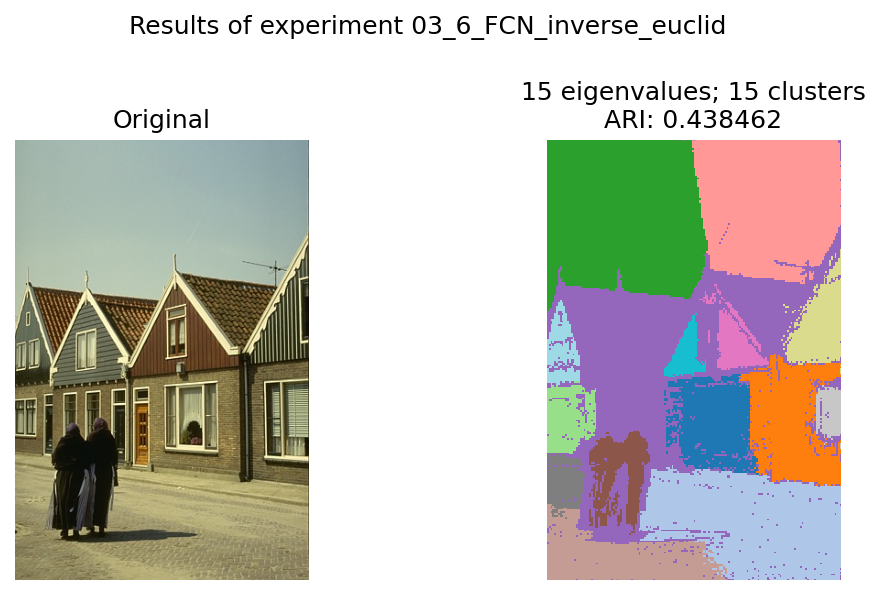 Results of experiment 03_6_FCN_inverse_euclid
Original
15 eigenvalues; 15 clusters
ARI: 0.438462